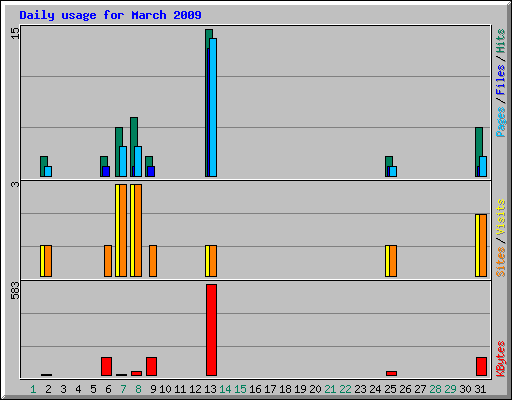 Daily usage for March 2009
15
Pages/Files/Hits
3
Sites/Visits
583
KBytes
1 2 3 4 5 6 7 8 9 10 11 12 13 14 15 16 17 18 19 20 21 22 23 24 25 26 27 28 29 30 31